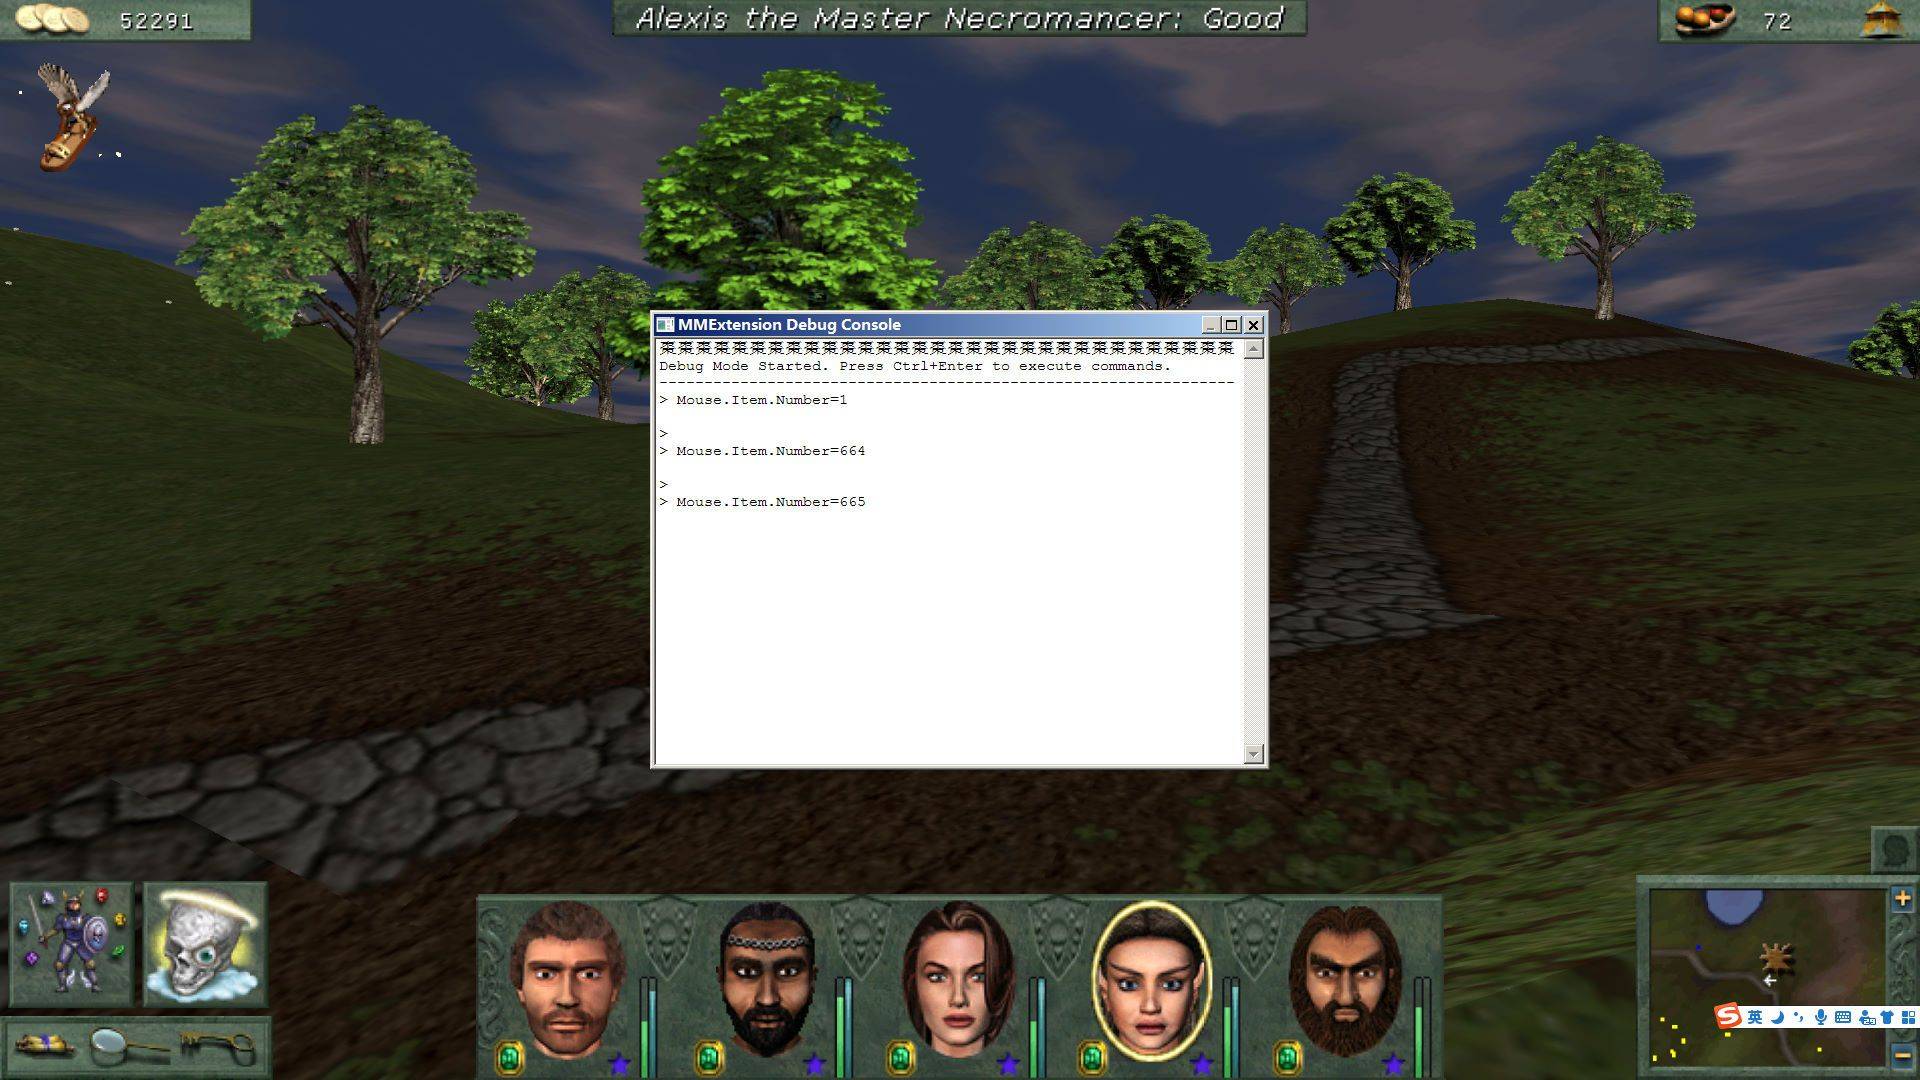 52291
Alexis the Master Necromancer: Good
72
MMExtension Debug Console
Debug Mode Started. Press Ctrl+Enter to execute commands.
----------------------------------------------------------------
> Mouse.Item.Number=1
>
> Mouse.Item.Number=664
>
> Mouse.Item.Number=665
英